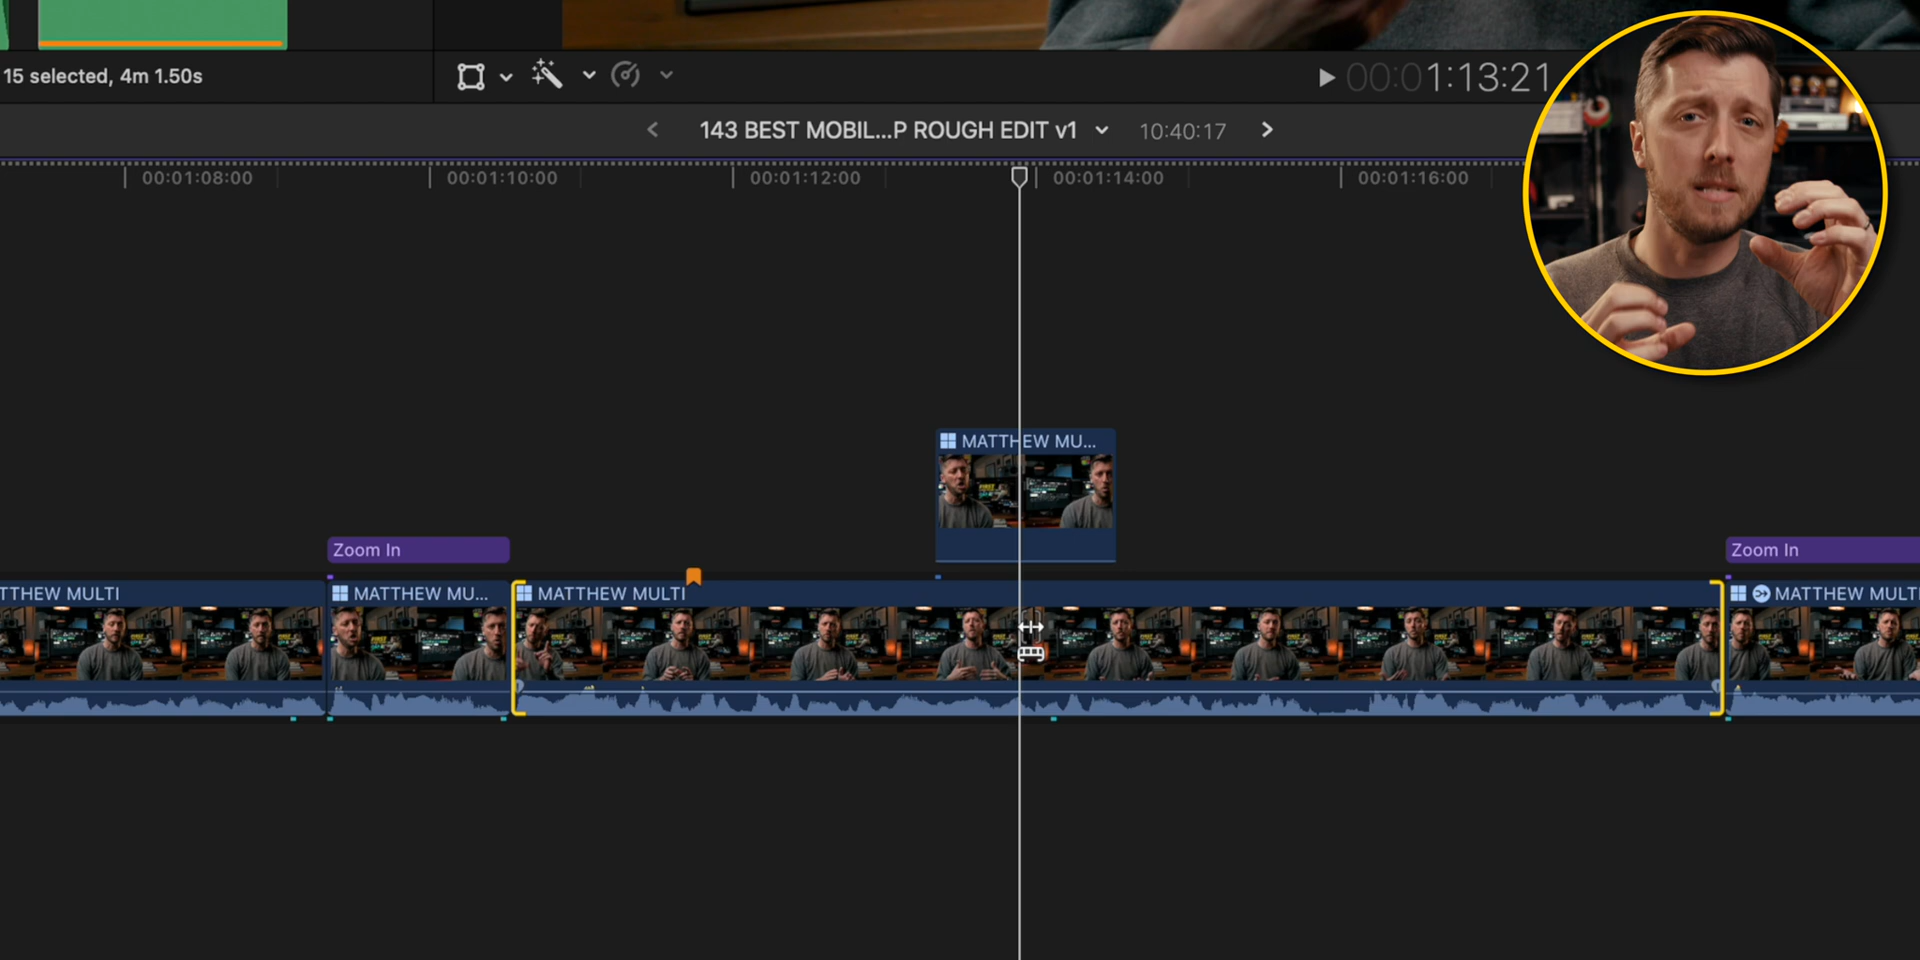 15 selected, 4m 1.50s
00:01:13:21
143 BEST MOBIL...P ROUGH EDIT v1
10:40:17
00:01:08:00
00:01:10:00
00:01:12:00
00:01:14:00
00:01:16:00
MATTHEW MU...
Zoom In
Zoom In
TTHEW MULTI
MATTHEW MU...
MATTHEW MULTI
MATTHEW MULTI